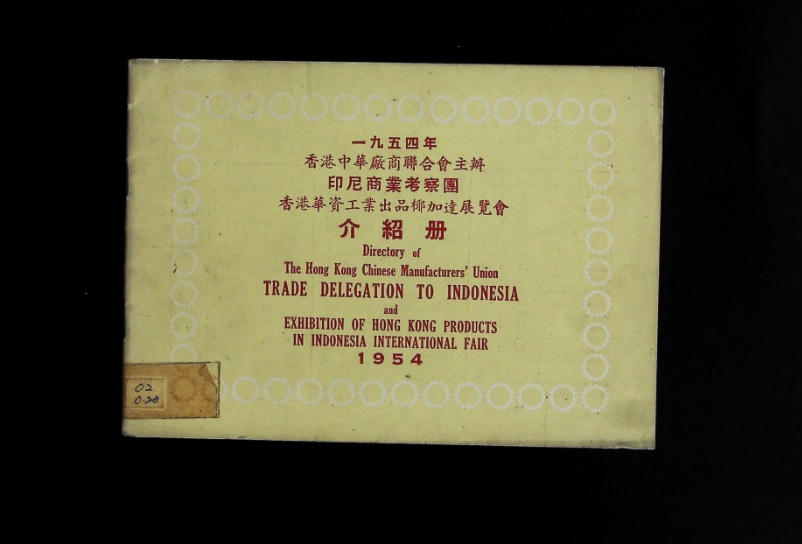 一九五四年
香港中華廠商聯合會主辦
印尼商業考察團
香港華資工業出品椰加達展覽會
介紹册
Directory of
The Hong Kong Chinese Manufacturers' Union
TRADE DELEGATION TO INDONESIA
and
EXHIBITION OF HONG KONG PRODUCTS
IN INDONESIA INTERNATIONAL FAIR
1954
02
0.20